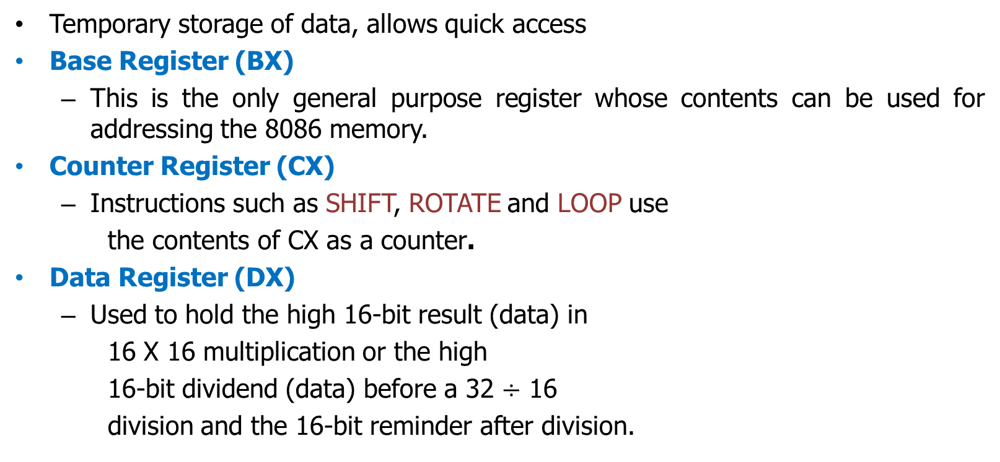 • Temporary storage of data, allows quick access
• Base Register (BX)
– This is the only general purpose register whose contents can be used for
addressing the 8086 memory.
• Counter Register (CX)
– Instructions such as SHIFT, ROTATE and LOOP use
the contents of CX as a counter.
• Data Register (DX)
– Used to hold the high 16-bit result (data) in
16 X 16 multiplication or the high
16-bit dividend (data) before a 32 ÷ 16
division and the 16-bit reminder after division.